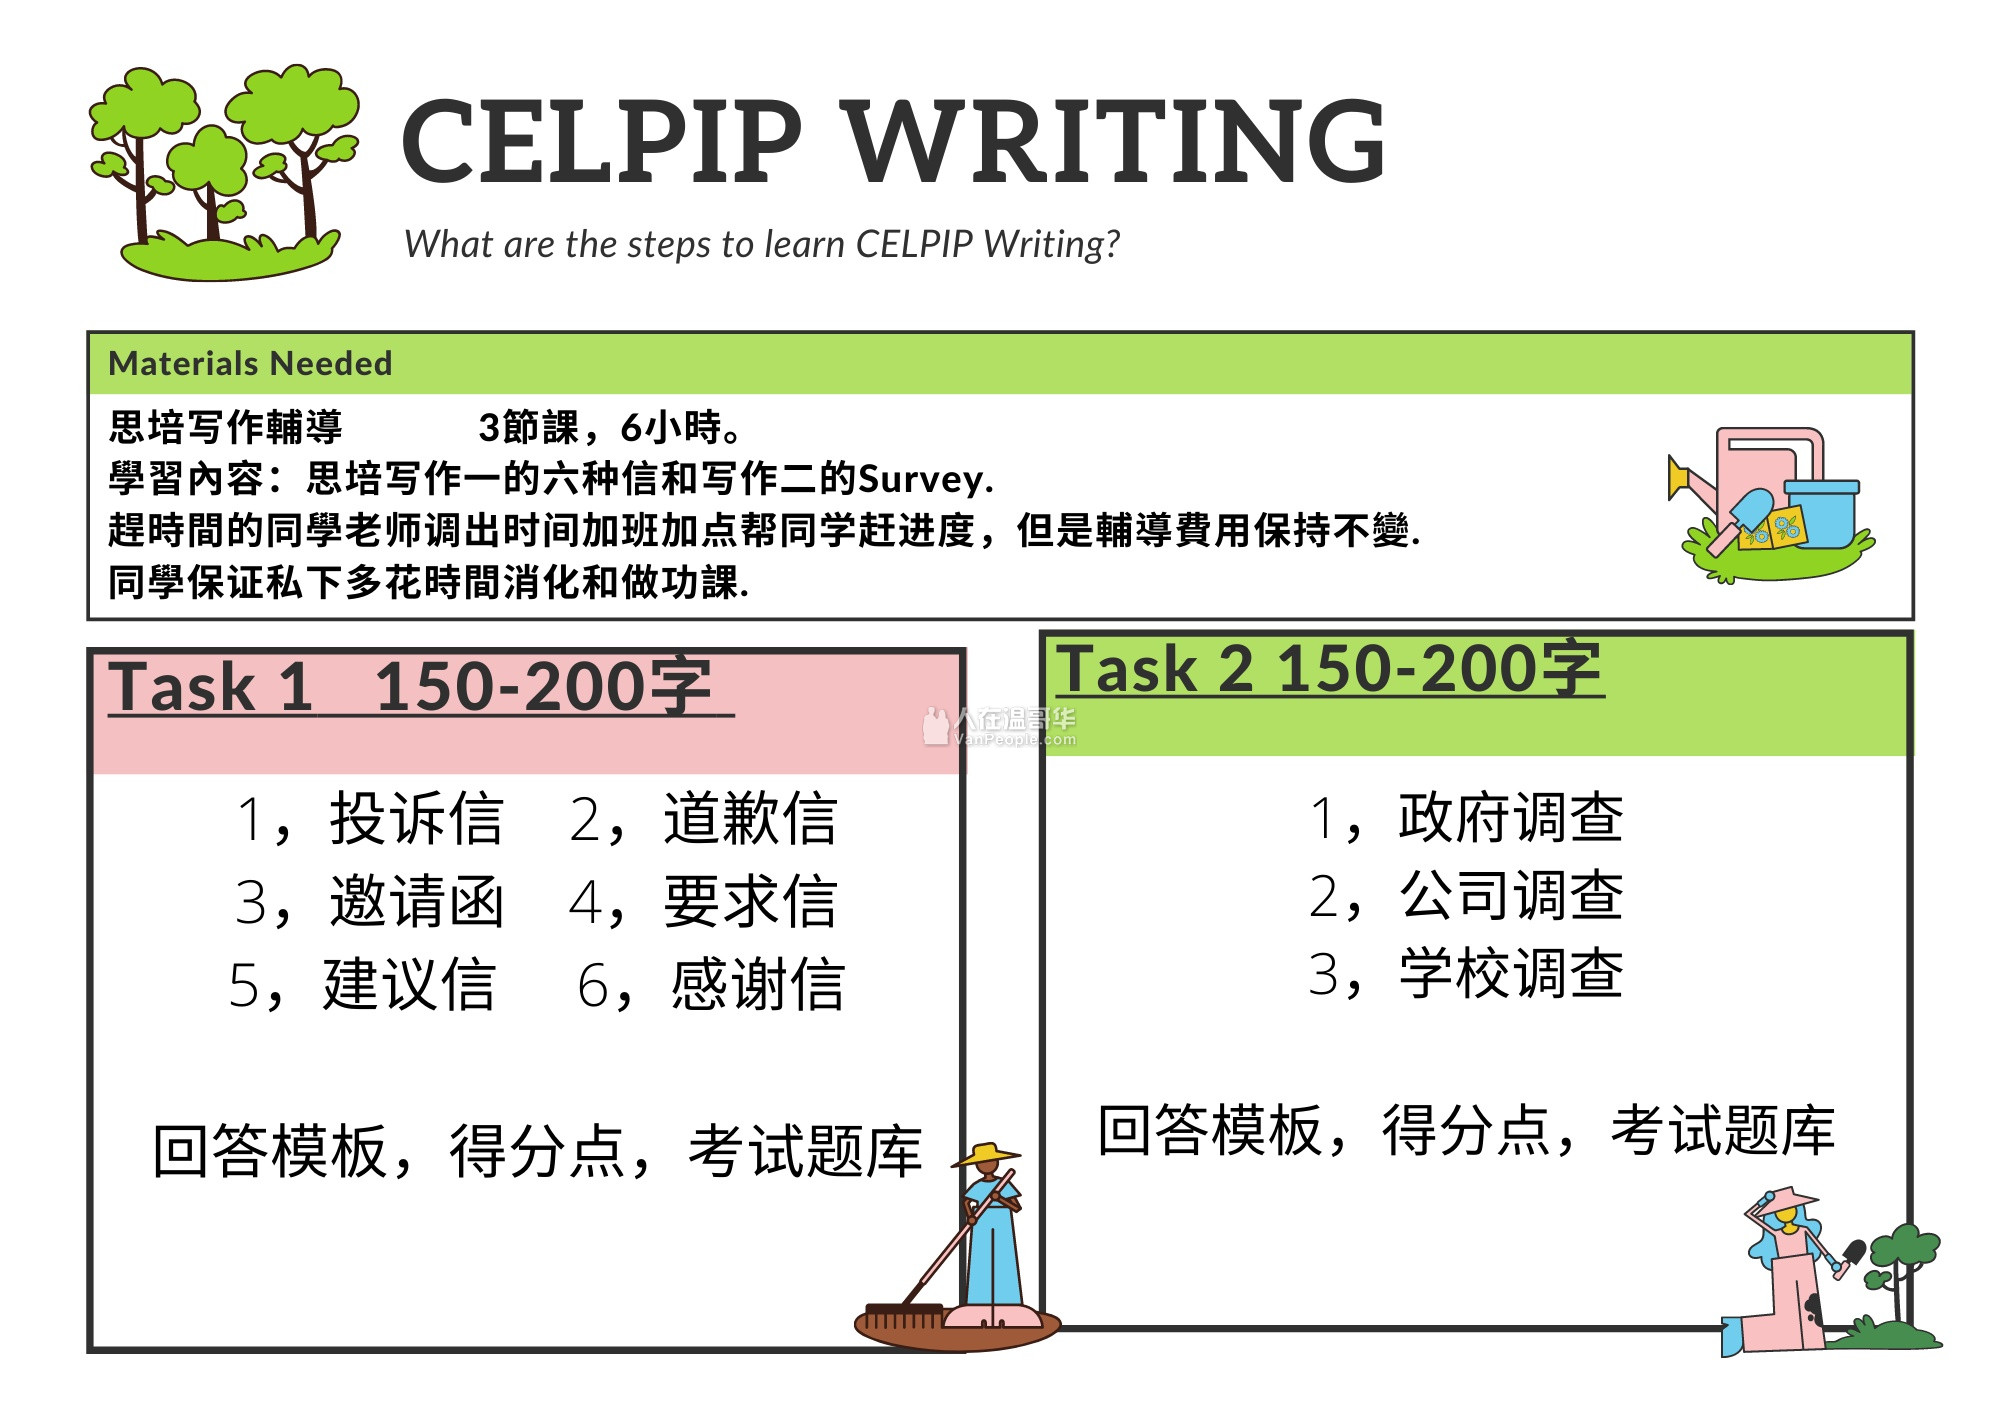 CELPIP WRITING
What are the steps to learn CELPIP Writing?
Materials Needed
思培写作輔導 3節課，6小時。
學習內容：思培写作一的六种信和写作二的Survey.
趕時間的同學老师调出时间加班加点帮同学赶进度，但是輔導費用保持不變.
同學保证私下多花時間消化和做功課.
Task 1 150-200字
1，投诉信 2，道歉信
3，邀请函 4，要求信
5，建议信 6，感谢信
回答模板，得分点，考试题库
Task 2 150-200字
1，政府调查
2，公司调查
3，学校调查
回答模板，得分点，考试题库
人在温哥华
VanPeople.com